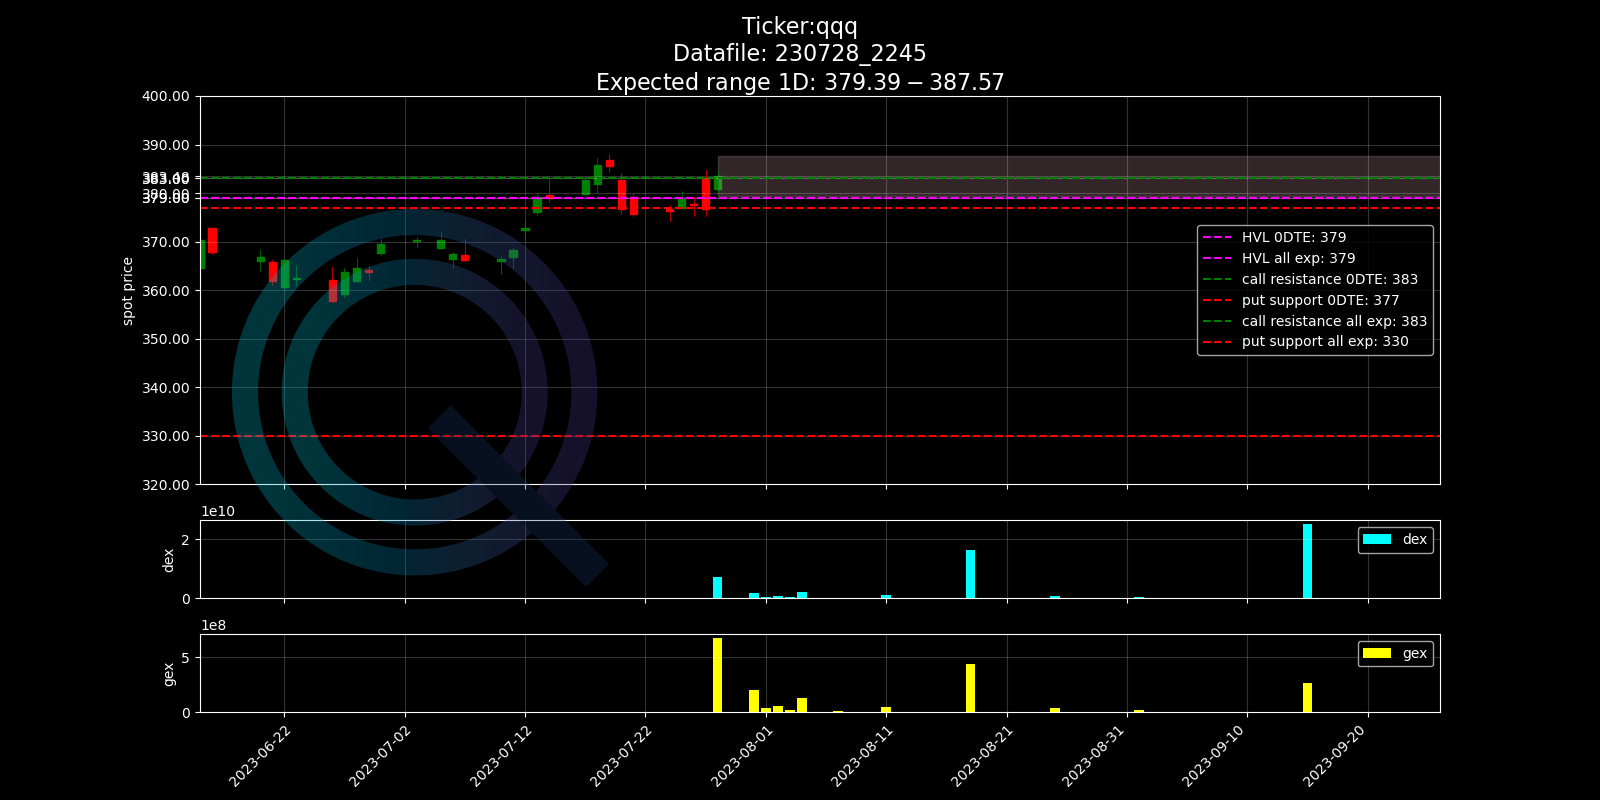 Ticker:qqq
Datafile: 230728_2245
Expected range 1D: 379.39 − 387.57
400.00
390.00
383.00
380.00
379.00
370.00
360.00
350.00
340.00
330.00
320.00
spot price
HVL 0DTE: 379
HVL all exp: 379
call resistance 0DTE: 383
put support 0DTE: 377
call resistance all exp: 383
put support all exp: 330
1e10
2
0
dex
dex
1e8
5
0
gex
gex
2023-06-22
2023-07-02
2023-07-12
2023-07-22
2023-08-01
2023-08-11
2023-08-21
2023-08-31
2023-09-10
2023-09-20